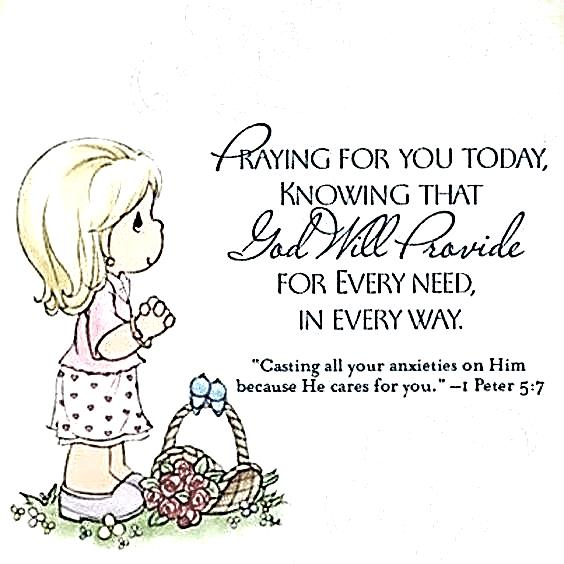 Praying for you today,
knowing that
God Will Provide
for Every need,
in every way.
"Casting all your anxieties on Him
because He cares for you." –1 Peter 5:7